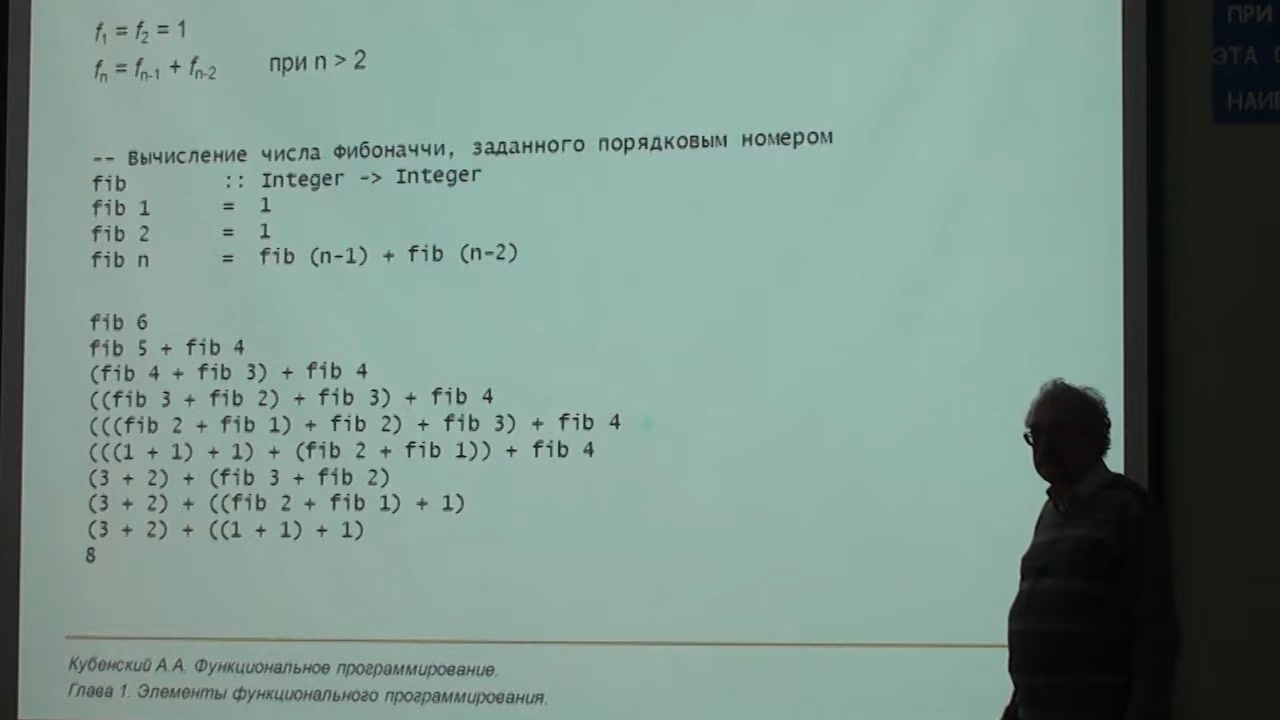 f1 = f2 = 1
fn = fn-1 + fn-2 при n > 2
-- Вычисление числа Фибоначчи, заданного порядковым номером
fib :: Integer -> Integer
fib 1 = 1
fib 2 = 1
fib n = fib (n-1) + fib (n-2)
fib 6
fib 5 + fib 4
(fib 4 + fib 3) + fib 4
((fib 3 + fib 2) + fib 3) + fib 4
(((fib 2 + fib 1) + fib 2) + fib 3) + fib 4
(((1 + 1) + 1) + (fib 2 + fib 1)) + fib 4
(3 + 2) + (fib 3 + fib 2)
(3 + 2) + ((fib 2 + fib 1) + 1)
(3 + 2) + ((1 + 1) + 1)
8
Кубенский А.А. Функциональное программирование.
Глава 1. Элементы функционального программирования.
ПРИ
ЭТА
НАИ